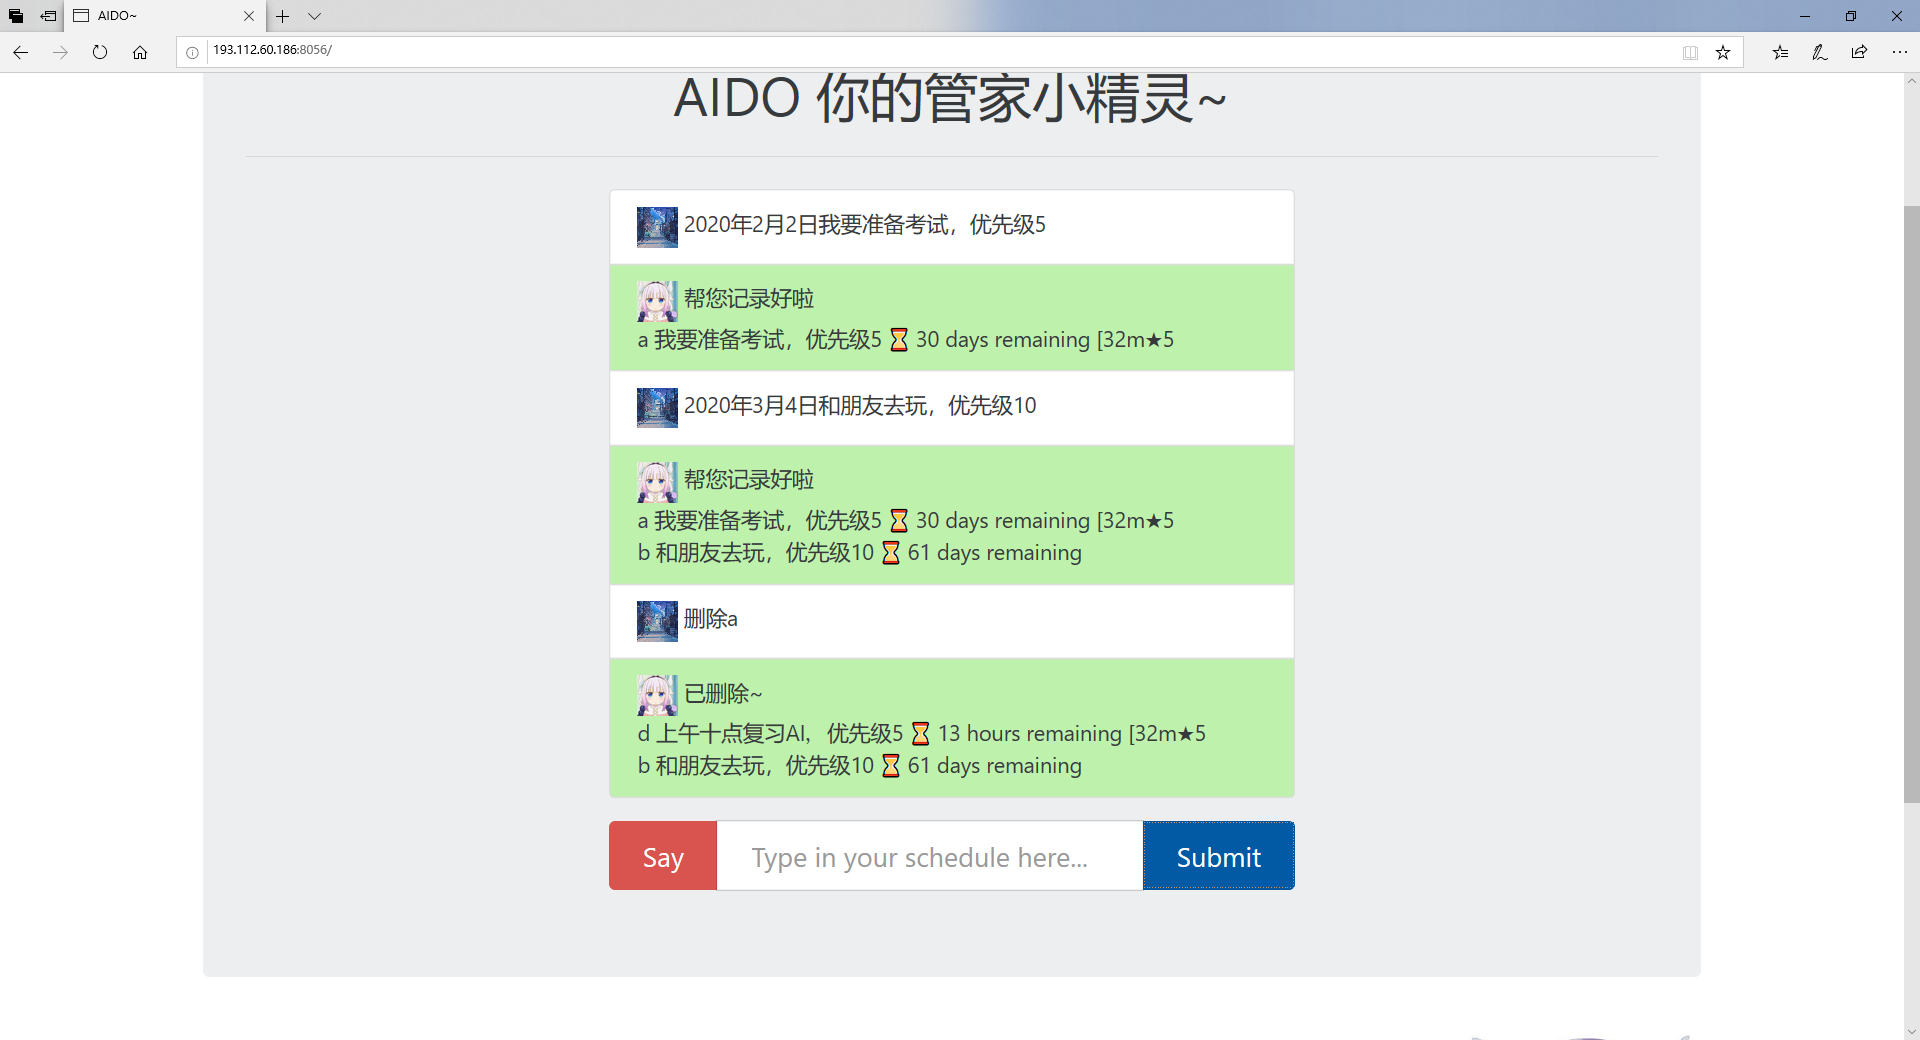 AIDO~
193.112.60.186:8056/
AIDO 你的管家小精灵~
2020年2月2日我要准备考试，优先级5
帮您记录好啦
a 我要准备考试，优先级5 ⏳ 30 days remaining [32m★5
2020年3月4日和朋友去玩，优先级10
帮您记录好啦
a 我要准备考试，优先级5 ⏳ 30 days remaining [32m★5
b 和朋友去玩，优先级10 ⏳ 61 days remaining
删除a
已删除~
d 上午十点复习AI，优先级5 ⏳ 13 hours remaining [32m★5
b 和朋友去玩，优先级10 ⏳ 61 days remaining
Say Type in your schedule here... Submit